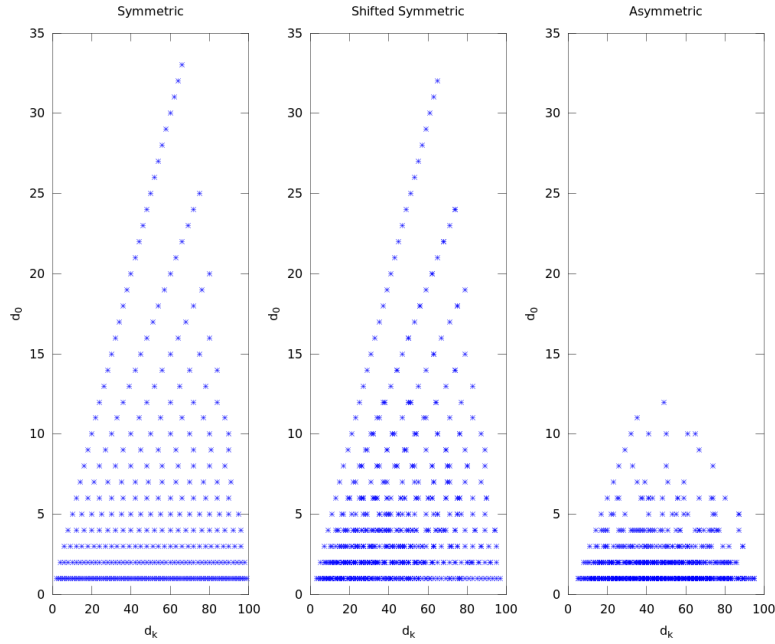 Symmetric
Shifted Symmetric
Asymmetric
35 35 35
30 30 30
25 25 25
20 20 20
15 15 15
10 10 10
5 5 5
0 0 0
0 20 40 60 80 100 0 20 40 60 80 100 0 20 40 60 80 100
d0 d0 d0
dk dk dk